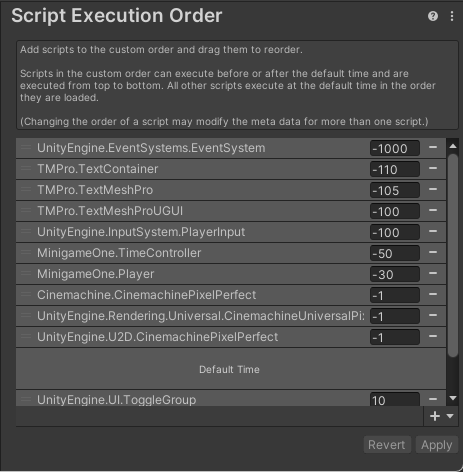 Script Execution Order
Add scripts to the custom order and drag them to reorder.
Scripts in the custom order can execute before or after the default time and are
executed from top to bottom. All other scripts execute at the default time in the order
they are loaded.
(Changing the order of a script may modify the meta data for more than one script.)
UnityEngine.EventSystems.EventSystem -1000
TMPro.TextContainer -110
TMPro.TextMeshPro -105
TMPro.TextMeshProUGUI -100
UnityEngine.InputSystem.PlayerInput -100
MinigameOne.TimeController -50
MinigameOne.Player -30
Cinemachine.CinemachinePixelPerfect -1
UnityEngine.Rendering.Universal.CinemachineUniversalPi: -1
UnityEngine.U2D.CinemachinePixelPerfect -1
Default Time
UnityEngine.UI.ToggleGroup 10
Revert Apply